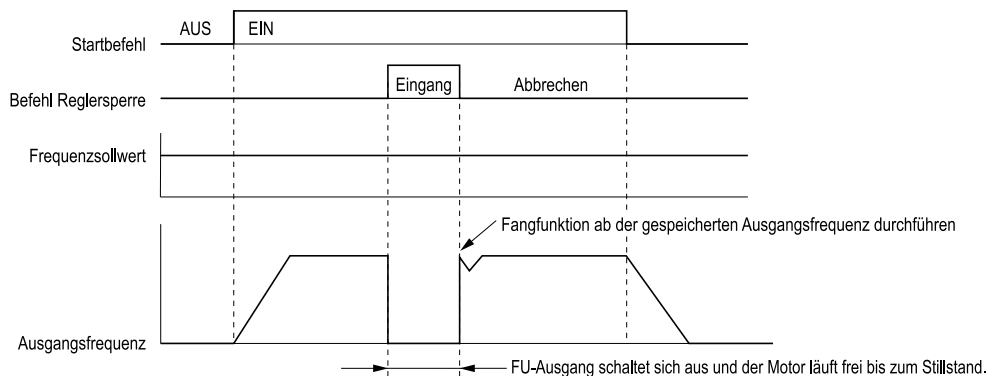 AUS EIN
Startbefehl
Eingang Abbrechen
Befehl Reglersperre
Frequenzsollwert
Fangfunktion ab der gespeicherten Ausgangsfrequenz durchführen
Ausgangsfrequenz
FU-Ausgang schaltet sich aus und der Motor läuft frei bis zum Stillstand.